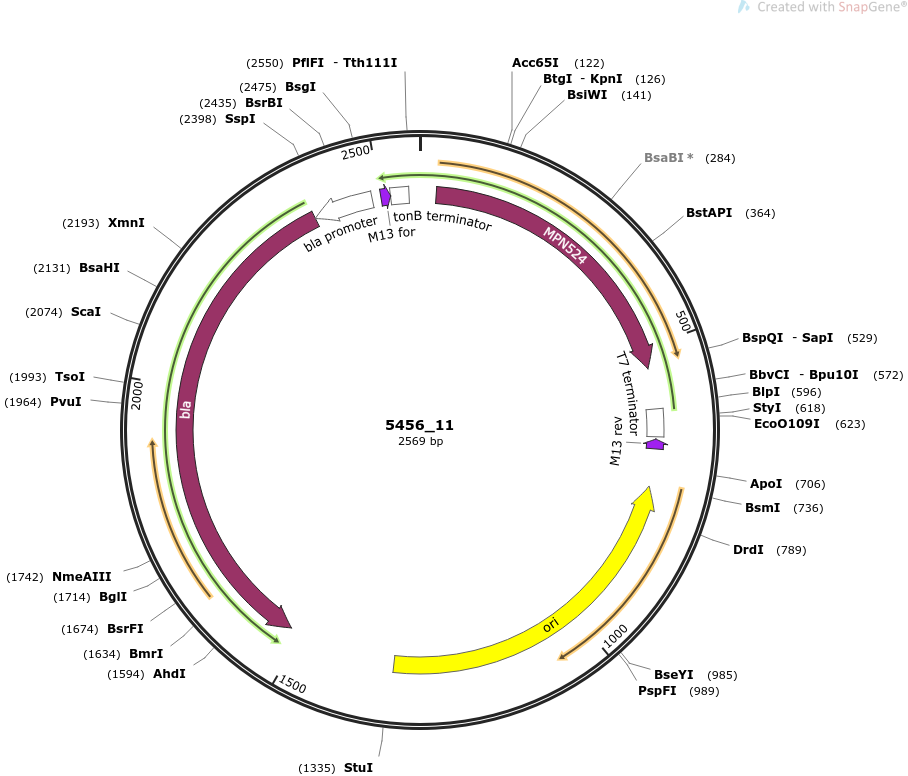 Created with SnapGene®
(2550) PflFI - Tth111I
(2475) BsgI
(2435) BsrBI
(2398) SspI
Acc65I (122)
BtgI - KpnI (126)
BsiWI (141)
BsaBI * (284)
BstAPI (364)
2500
tonB terminator
bla promoter
M13 for
MPN524
(2193) XmnI
(2131) BsaHI
(2074) ScaI
500
BspQI - SapI (529)
BbvCI - Bpu10I (572)
BlpI (596)
StyI (618)
EcoO109I (623)
T7 terminator
M13 rev
(1993) TsoI
(1964) PvuI
2000
bla
5456_11
2569 bp
ApoI (706)
BsmI (736)
DrdI (789)
(1742) NmeAIII
(1714) BglI
(1674) BsrFI
(1634) BmrI
(1594) AhdI
ori
1000
BseYI (985)
PspFI (989)
1500
(1335) StuI